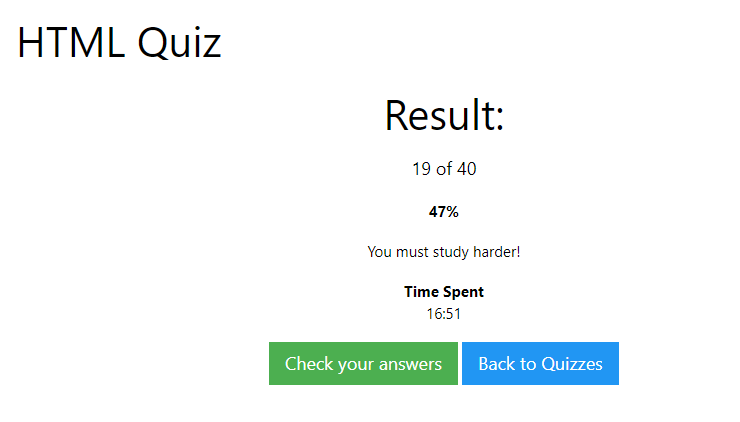 HTML Quiz
Result:
19 of 40
47%
You must study harder!
Time Spent
16:51
Check your answers
Back to Quizzes